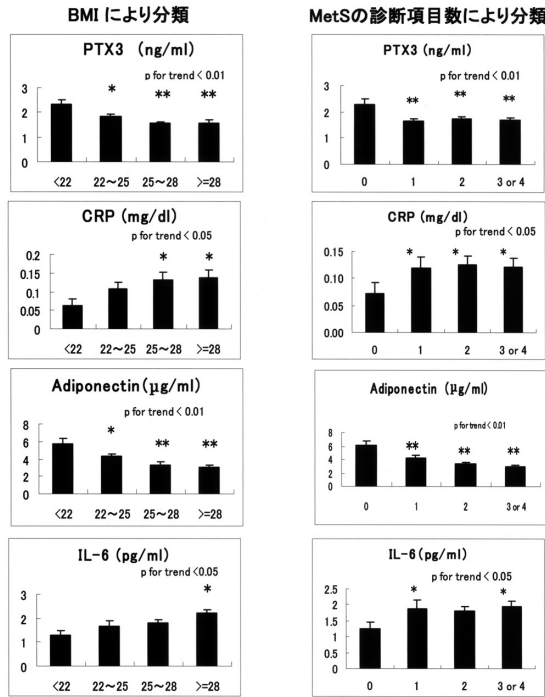 BMI により分類
PTX3 (ng/ml)
p for trend < 0.01
* ** **
3
2
1
0
<22 22～25 25～28 >=28
CRP (mg/dl)
p for trend < 0.05
* *
0.2
0.15
0.1
0.05
0
<22 22～25 25～28 >=28
Adiponectin (μg/ml)
p for trend < 0.01
* ** **
8
6
4
2
0
<22 22～25 25～28 >=28
IL-6 (pg/ml)
p for trend <0.05
*
3
2
1
0
<22 22～25 25～28 >=28
MetSの診断項目数により分類
PTX3 (ng/ml)
p for trend < 0.01
** ** **
3
2
1
0
0 1 2 3 or 4
CRP (mg/dl)
p for trend < 0.05
* * *
0.15
0.10
0.05
0.00
0 1 2 3 or 4
Adiponectin (μg/ml)
p for trend < 0.01
** ** **
8
6
4
2
0
0 1 2 3 or 4
IL-6(pg/ml)
p for trend < 0.05
* *
2.5
2
1.5
1
0.5
0
0 1 2 3 or 4